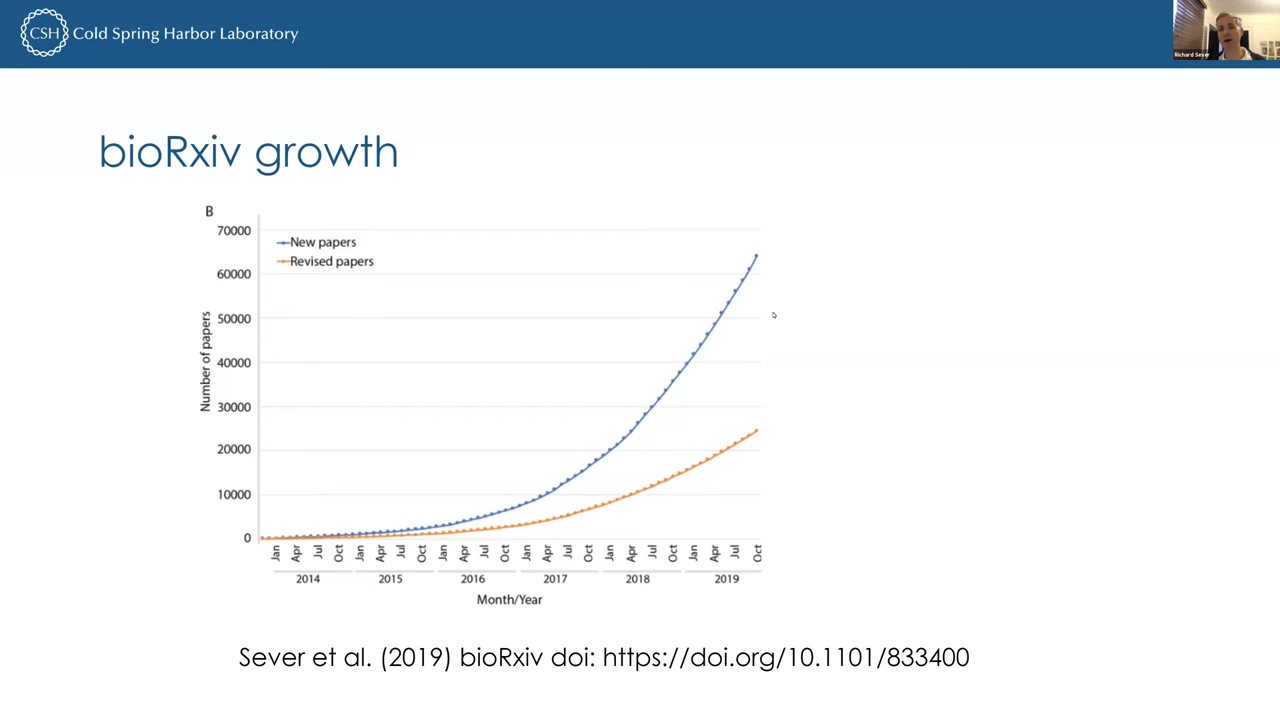 CSH Cold Spring Harbor Laboratory
Richard Sever
bioRxiv growth
B
70000
60000
50000
40000
30000
20000
10000
0
Number of papers
New papers
Revised papers
Jan Apr Jul Oct Jan Apr Jul Oct Jan Apr Jul Oct Jan Apr Jul Oct Jan Apr Jul Oct Jan Apr Jul Oct
2014 2015 2016 2017 2018 2019
Month/Year
Sever et al. (2019) bioRxiv doi: https://doi.org/10.1101/833400